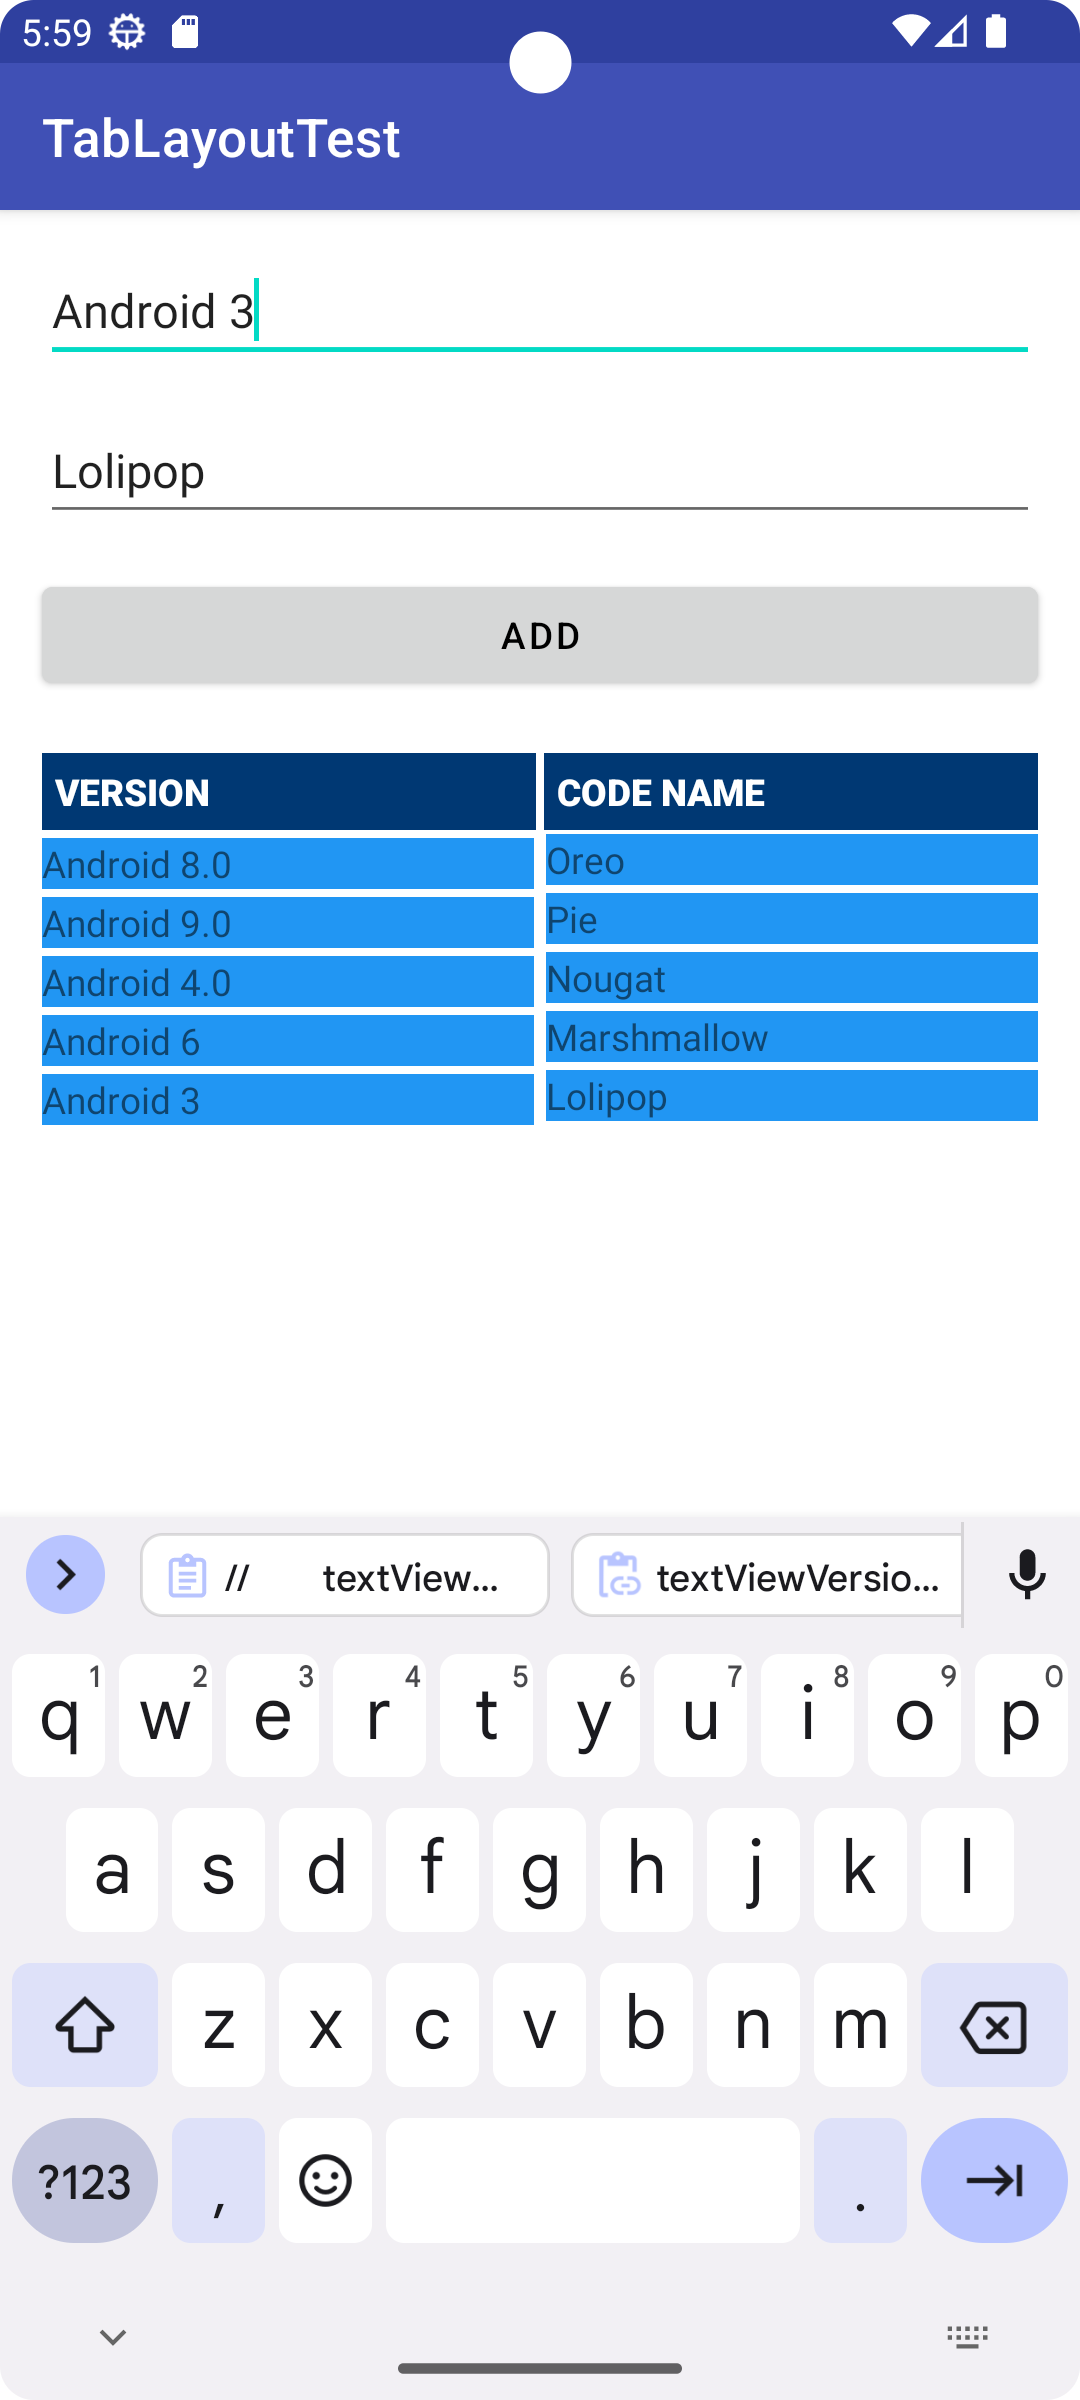 5:59
TabLayoutTest
Android 3
Lolipop
ADD
VERSION CODE NAME
Android 8.0 Oreo
Android 9.0 Pie
Android 4.0 Nougat
Android 6 Marshmallow
Android 3 Lolipop
// textView... textViewVersio...
q 1 w 2 e 3 r 4 t 5 y 6 u 7 i 8 o 9 p 0
a s d f g h j k l
z x c v b n m
?123 , .